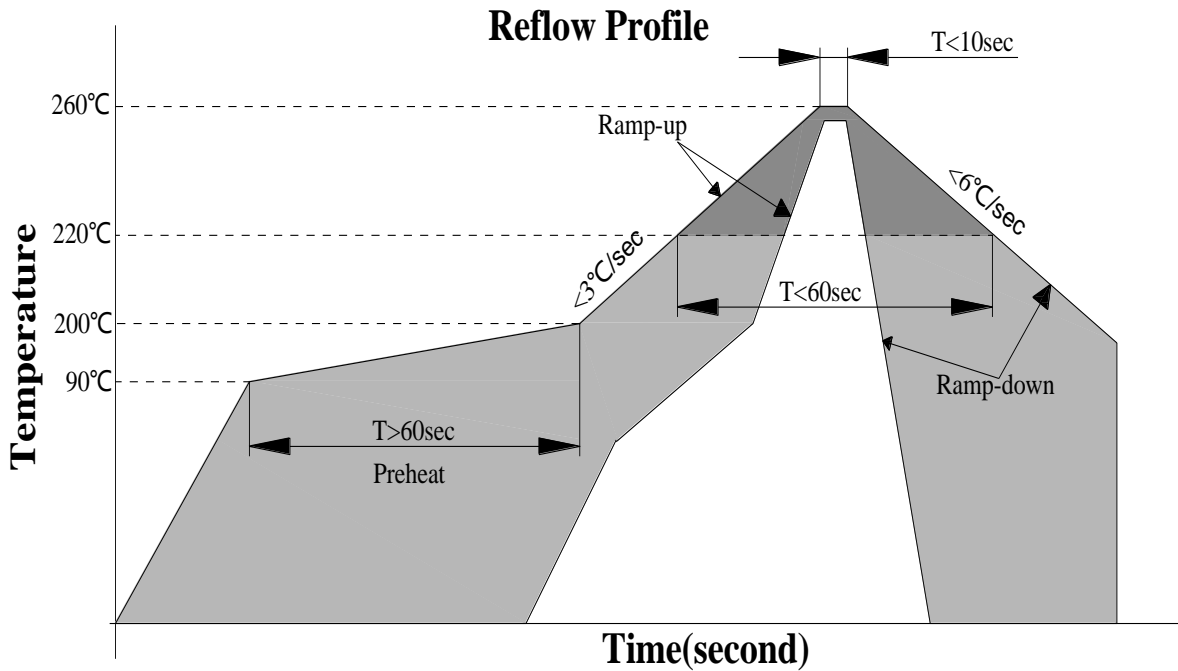 Reflow Profile
T<10sec
260℃
Ramp-up
<6℃/sec
220℃
<3℃/sec
T<60sec
200℃
90℃
Ramp-down
T>60sec
Preheat
Temperature
Time(second)